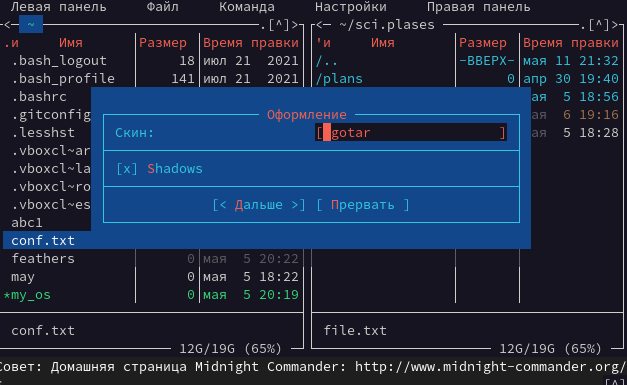 Левая панель Файл Команда Настройки Правая панель
<─ ~ .[^]> <─ ~/sci.plases .[^]>
.и Имя Размер Время правки 'и Имя Размер Время правки
.bash_logout 18 июл 21 2021 /.. -ВВЕРХ- мая 11 21:32
.bash_profile 141 июл 21 2021 /plans 0 апр 30 19:40
.bashrc мая 5 18:56
.gitconfig Оформление мая 6 19:16
.lesshst Скин: [ gotar ] мая 5 18:28
.vboxcl~ar
.vboxcl~la [x] Shadows
.vboxcl~ro
.vboxcl~es [< Дальше >] [ Прервать ]
abc1
conf.txt
feathers 0 мая 5 20:22
may 0 мая 5 18:22
*my_os 0 мая 5 20:19
conf.txt file.txt
12G/19G (65%) 12G/19G (65%)
Совет: Домашняя страница Midnight Commander: http://www.midnight-commander.org/
[^]